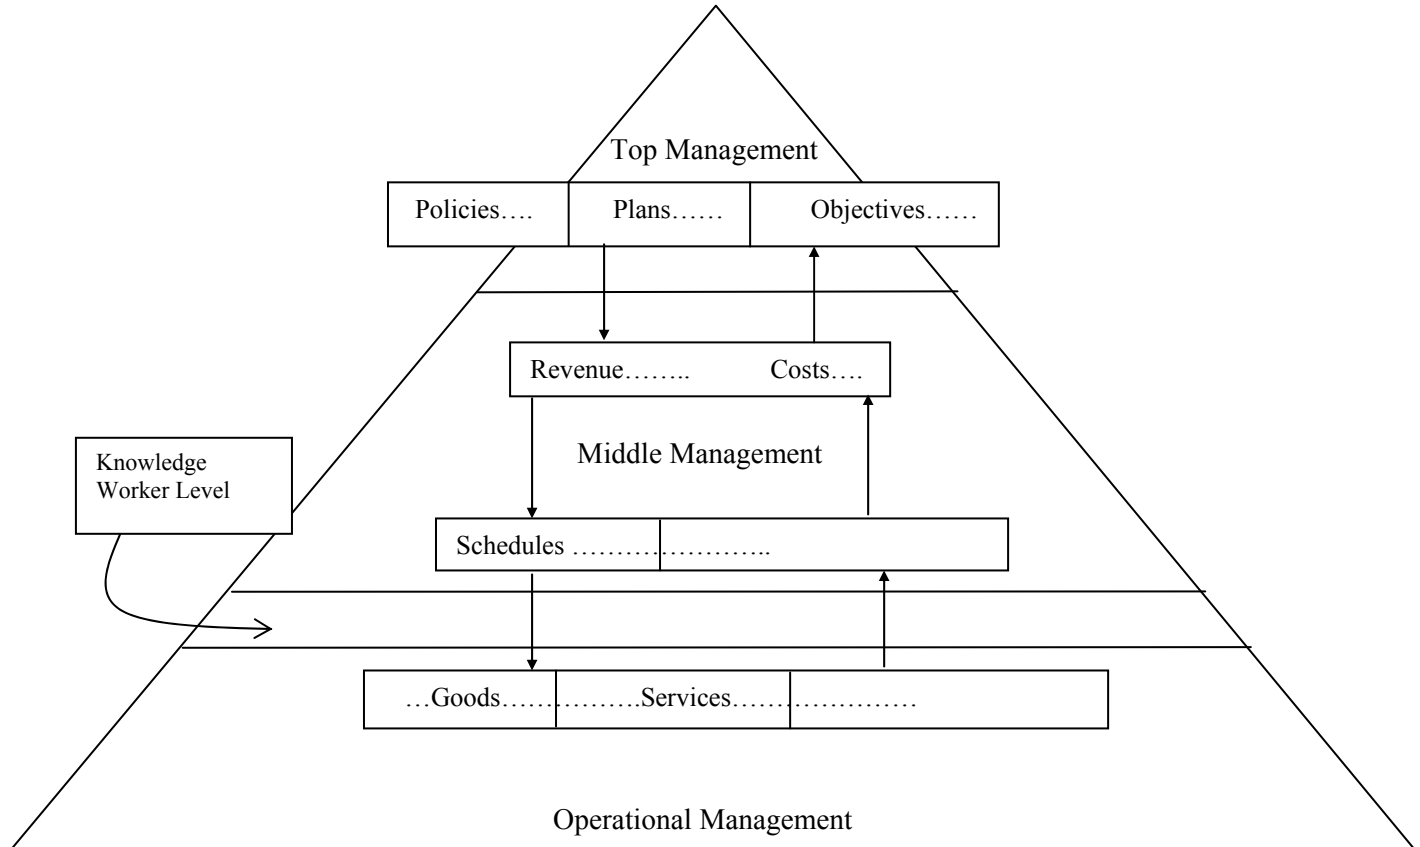 Top Management
Policies…. Plans…… Objectives……
Revenue…….. Costs….
Middle Management
Knowledge
Worker Level
Schedules …………………….. 
…Goods……………..Services…………………… 
Operational Management